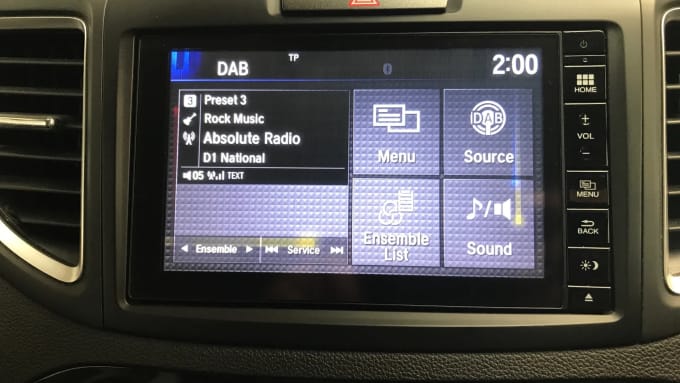 DAB
TP
2:00
3 Preset 3
Rock Music
Absolute Radio
D1 National
05 TEXT
Menu
DAB
Source
Ensemble
List
Sound
Ensemble
Service
HOME
+
VOL
-
MENU
BACK